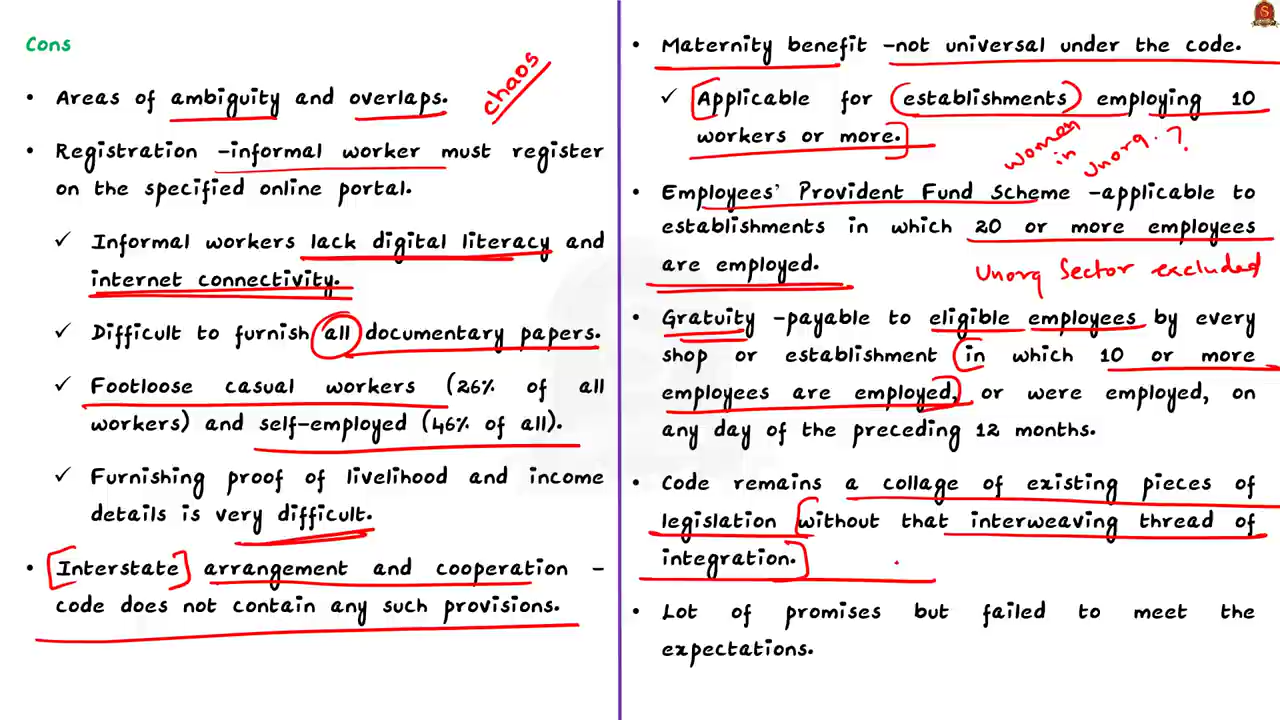 Cons
• Areas of ambiguity and overlaps.
chaos
• Registration -informal worker must register
on the specified online portal.
✓ Informal workers lack digital literacy and
internet connectivity.
✓ Difficult to furnish all documentary papers.
✓ Footloose casual workers (26% of all
workers) and self-employed (46% of all).
✓ Furnishing proof of livelihood and income
details is very difficult.
• Interstate arrangement and cooperation –
code does not contain any such provisions.
• Maternity benefit -not universal under the code.
✓ Applicable for establishments employing 10
workers or more.
women
in
unorg. ?
• Employees' Provident Fund Scheme -applicable to
establishments in which 20 or more employees
are employed.
Unorg Sector excluded
• Gratuity -payable to eligible employees by every
shop or establishment in which 10 or more
employees are employed, or were employed, on
any day of the preceding 12 months.
• Code remains a collage of existing pieces of
legislation without that interweaving thread of
integration.
• Lot of promises but failed to meet the
expectations.